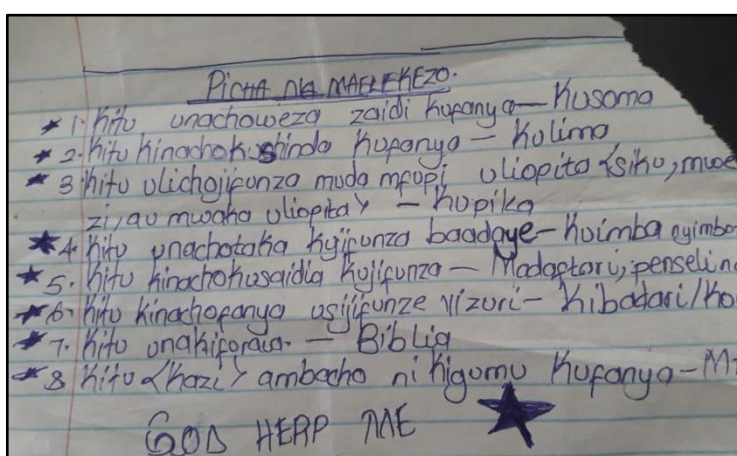 PICHA NA MAELEKEZO.
★ 1. Kitu unachoweza zaidi kufanya — Kusoma
★ 2. Kitu kinachokushinda kufanya — Kulima
★ 3 Kitu ulichojifunza muda mfupi uliopita <siku, mwe
zi, au mwaka uliopita> — Kupika
★ 4. Kitu unachotaka kujifunza baadaye — Kuimba nyimbo
★ 5. Kitu kinachokusaidia kujifunza — Madaftari, penseli na
★ 6. Kitu kinachofanya usijifunze vizuri — Kibatari/
★ 7. Kitu unakifurahia. — Biblia
★ 8 Kitu <kazi> ambacho ni kigumu kufanya —
GOD HERP ME ★